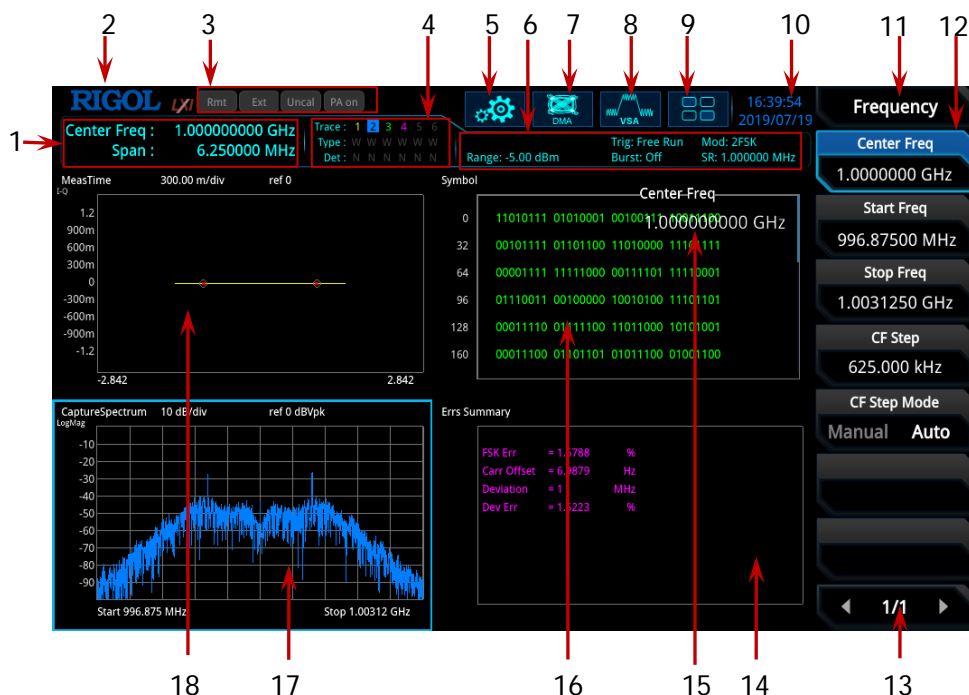 2 3 4 5 6 7 8 9 10 11 12
RIGOL LXI Rmt Ext Uncal PA on
DMA VSA
16:39:54
2019/07/19
1
Center Freq : 1.000000000 GHz
Span : 6.250000 MHz
Trace : 1 2 3 4 5 6
Type : W W W W W W
Det : N N N N N N
Trig: Free Run Mod: 2FSK
Range: -5.00 dBm Burst: Off SR: 1.000000 MHz
MeasTime 300.00 m/div ref 0
I-Q
1.2
900m
600m
300m
0
-300m
-600m
-900m
-1.2
-2.842 2.842
Symbol
Center Freq
1.000000000 GHz
0 11010111 01010001 00100111 10011100
32 00101111 01101100 11010000 11101111
64 00001111 11111000 00111101 11110001
96 01110011 00100000 10010100 11101101
128 00011110 01111100 11011000 10101001
160 00011100 01101101 01011100 01001100
CaptureSpectrum 10 dB/div ref 0 dBVpk
LogMag
-10
-20
-30
-40
-50
-60
-70
-80
-90
Start 996.875 MHz Stop 1.00312 GHz
Errs Summary
FSK Err = %
Carr Offset = Hz
Deviation = 1 MHz
Dev Err = %
Frequency
Center Freq
1.0000000 GHz
Start Freq
996.87500 MHz
Stop Freq
1.0031250 GHz
CF Step
625.000 kHz
CF Step Mode
Manual Auto
1/1
18 17 16 15 14 13